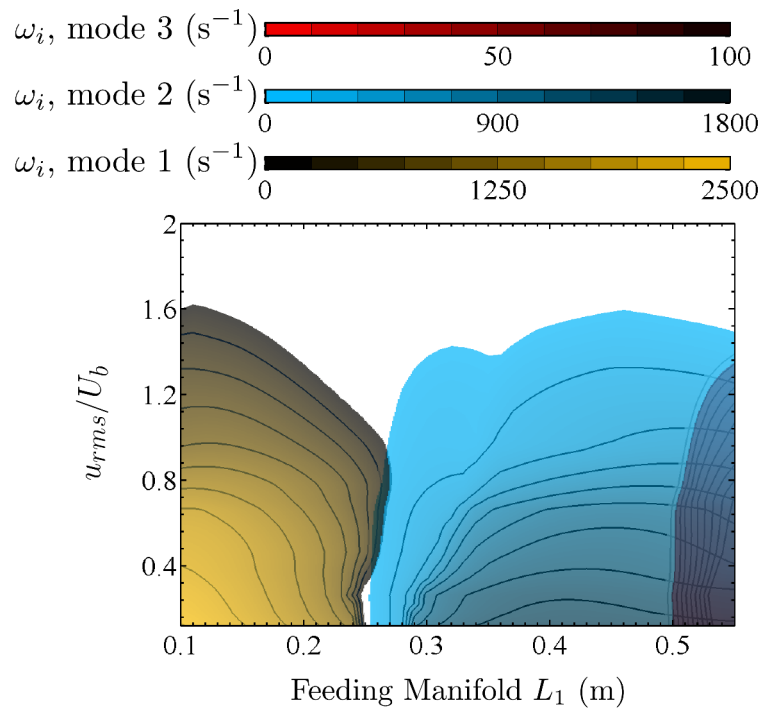 ωᵢ, mode 3 (s⁻¹)
0 50 100
ωᵢ, mode 2 (s⁻¹)
0 900 1800
ωᵢ, mode 1 (s⁻¹)
0 1250 2500
2
1.6
1.2
0.8
0.4
u_rms/U_b
0.1 0.2 0.3 0.4 0.5
Feeding Manifold L₁ (m)